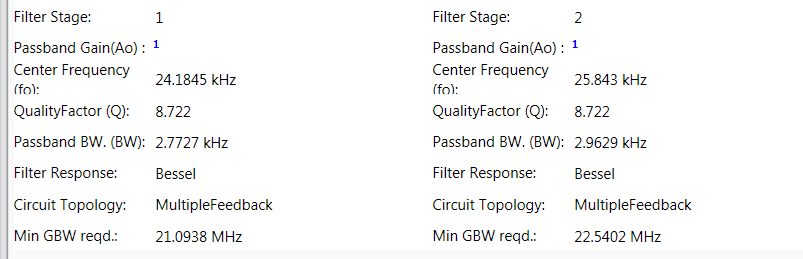 Filter Stage: 1 Filter Stage: 2
Passband Gain(Ao) : 1 Passband Gain(Ao) : 1
Center Frequency Center Frequency
(fo): 24.1845 kHz (fo): 25.843 kHz
QualityFactor (Q): 8.722 QualityFactor (Q): 8.722
Passband BW. (BW): 2.7727 kHz Passband BW. (BW): 2.9629 kHz
Filter Response: Bessel Filter Response: Bessel
Circuit Topology: MultipleFeedback Circuit Topology: MultipleFeedback
Min GBW reqd.: 21.0938 MHz Min GBW reqd.: 22.5402 MHz